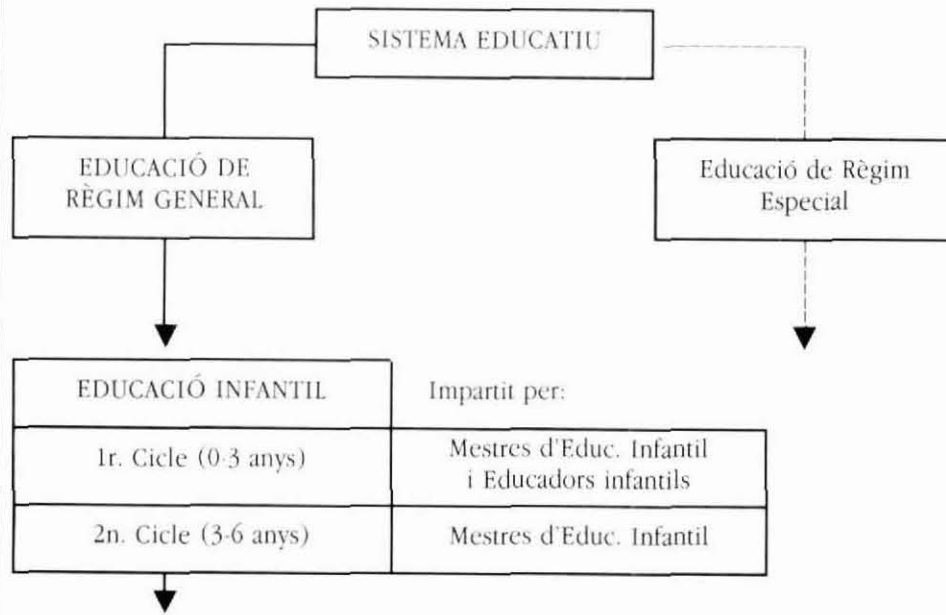 SISTEMA EDUCATIU
EDUCACIÓ DE
RÈGIM GENERAL
Educació de Règim
Especial
EDUCACIÓ INFANTIL
Impartit per:
1r. Cicle (0-3 anys)
Mestres d'Educ. Infantil
i Educadors infantils
2n. Cicle (3-6 anys)
Mestres d'Educ. Infantil